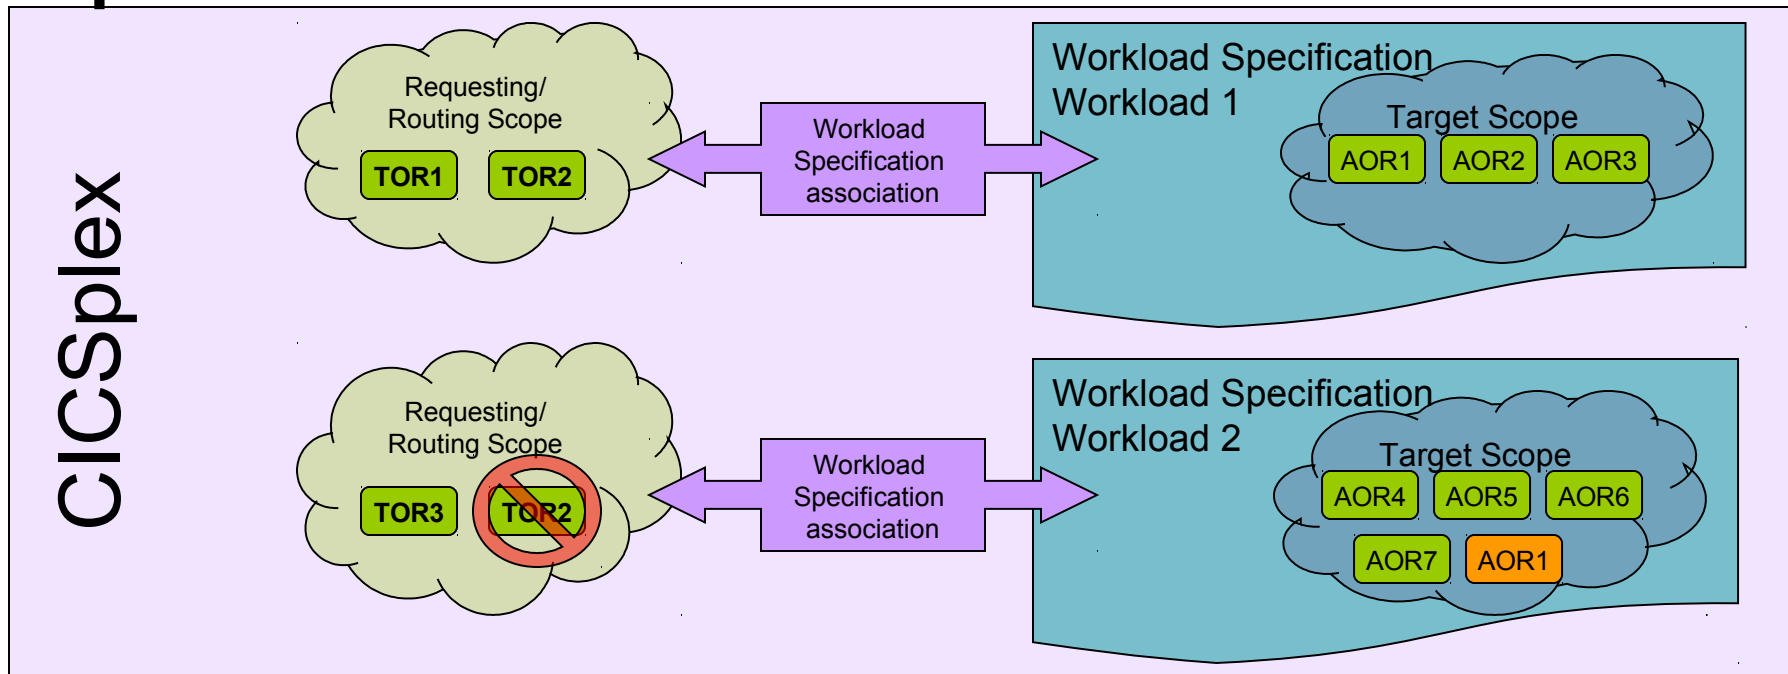 CICSplex
Requesting/
Routing Scope
TOR1 TOR2
Workload
Specification
association
Workload Specification
Workload 1
Target Scope
AOR1 AOR2 AOR3
Requesting/
Routing Scope
TOR3 TOR2
Workload
Specification
association
Workload Specification
Workload 2
Target Scope
AOR4 AOR5 AOR6
AOR7 AOR1